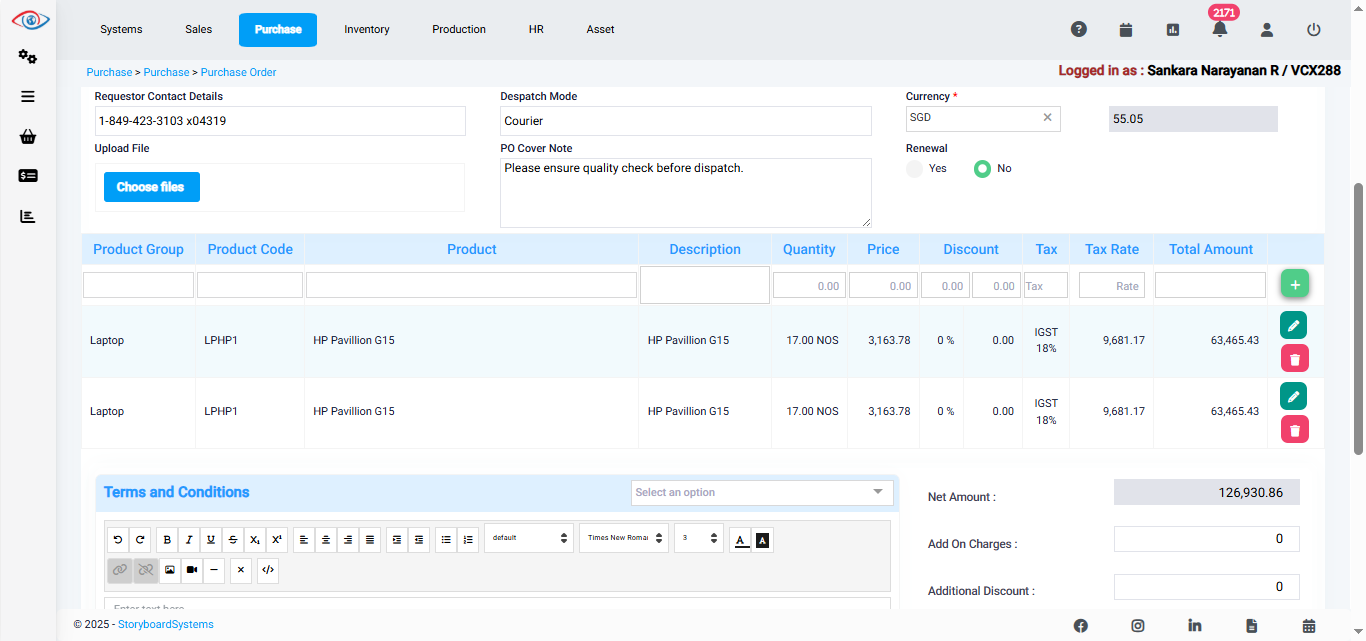 2171
Systems Sales Purchase Inventory Production HR Asset
Purchase > Purchase > Purchase Order
Logged in as : Sankara Narayanan R / VCX288
Requestor Contact Details Despatch Mode Currency *
1-849-423-3103 x04319 Courier SGD × 55.05
Upload File PO Cover Note Renewal
Choose files Please ensure quality check before dispatch. Yes No
Product Group Product Code Product Description Quantity Price Discount Tax Tax Rate Total Amount
0.00 0.00 0.00 0.00 Tax Rate +
Laptop LPHP1 HP Pavillion G15 HP Pavillion G15 17.00 NOS 3,163.78 0 % 0.00 IGST 18% 9,681.17 63,465.43
Laptop LPHP1 HP Pavillion G15 HP Pavillion G15 17.00 NOS 3,163.78 0 % 0.00 IGST 18% 9,681.17 63,465.43
Terms and Conditions Select an option
Net Amount : 126,930.86
B I U S X₁ X¹ default Times New Roma 3 A A
Add On Charges : 0
Additional Discount : 0
Enter text here
© 2025 - StoryboardSystems